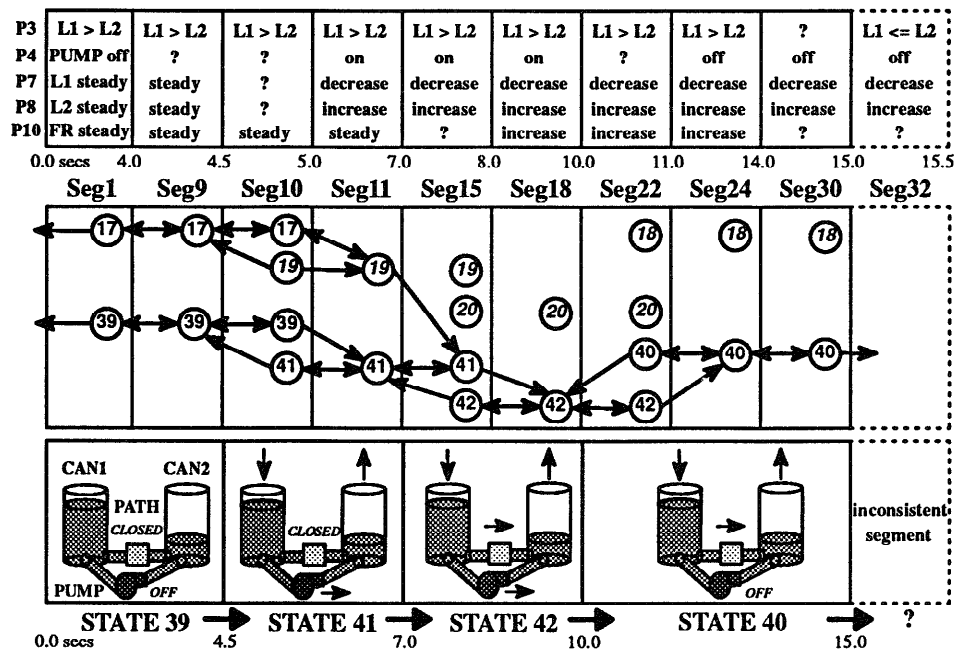 P3 L1 > L2 L1 > L2 L1 > L2 L1 > L2 L1 > L2 L1 > L2 L1 > L2 L1 > L2 ? L1 <= L2
P4 PUMP off ? ? on on on ? off off off
P7 L1 steady steady ? decrease decrease decrease decrease decrease decrease decrease
P8 L2 steady steady ? increase increase increase increase increase increase increase
P10 FR steady steady steady steady ? increase increase increase ? ?
0.0 secs 4.0 4.5 5.0 7.0 8.0 10.0 11.0 14.0 15.0 15.5
Seg1 Seg9 Seg10 Seg11 Seg15 Seg18 Seg22 Seg24 Seg30 Seg32
17 17 17 18 18 18
19 19 19
20 20 20
39 39 39
41 41 41 40 40 40
42 42 42
CAN1 CAN2
PATH
CLOSED CLOSED
PUMP OFF OFF
inconsistent
segment
STATE 39 STATE 41 STATE 42 STATE 40 ?
0.0 secs 4.5 7.0 10.0 15.0